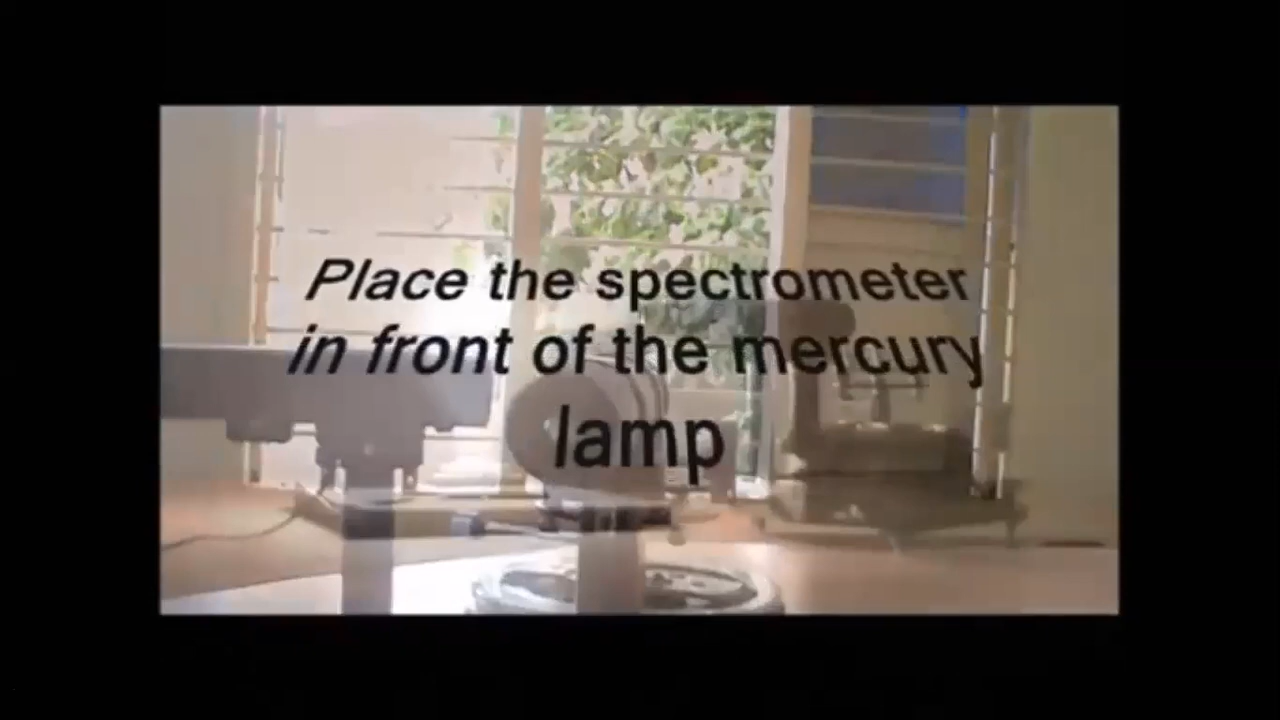 Place the spectrometer
in front of the mercury
lamp